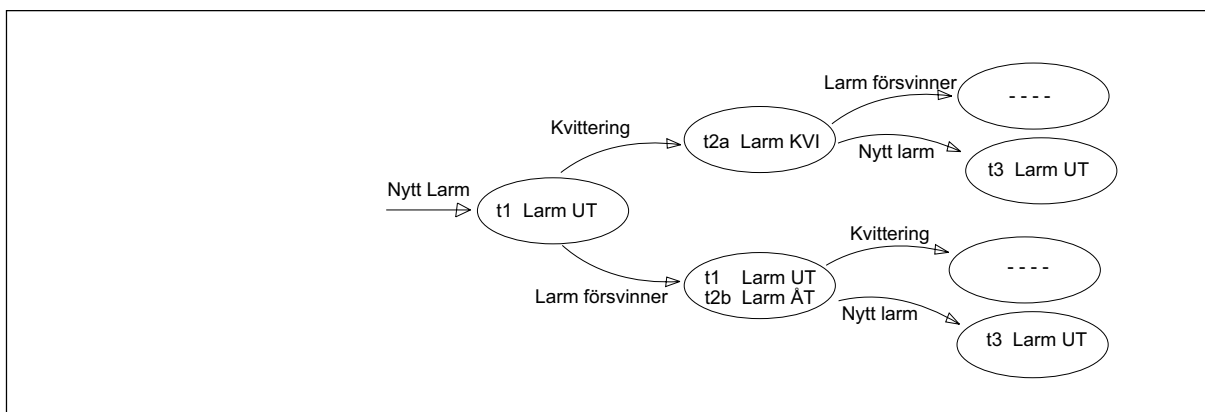 Larm försvinner
- - - -
Kvittering
t2a Larm KVI
Nytt larm
t3 Larm UT
Nytt Larm
t1 Larm UT
Kvittering
Larm försvinner
t1 Larm UT
t2b Larm ÅT
- - - -
Nytt larm
t3 Larm UT